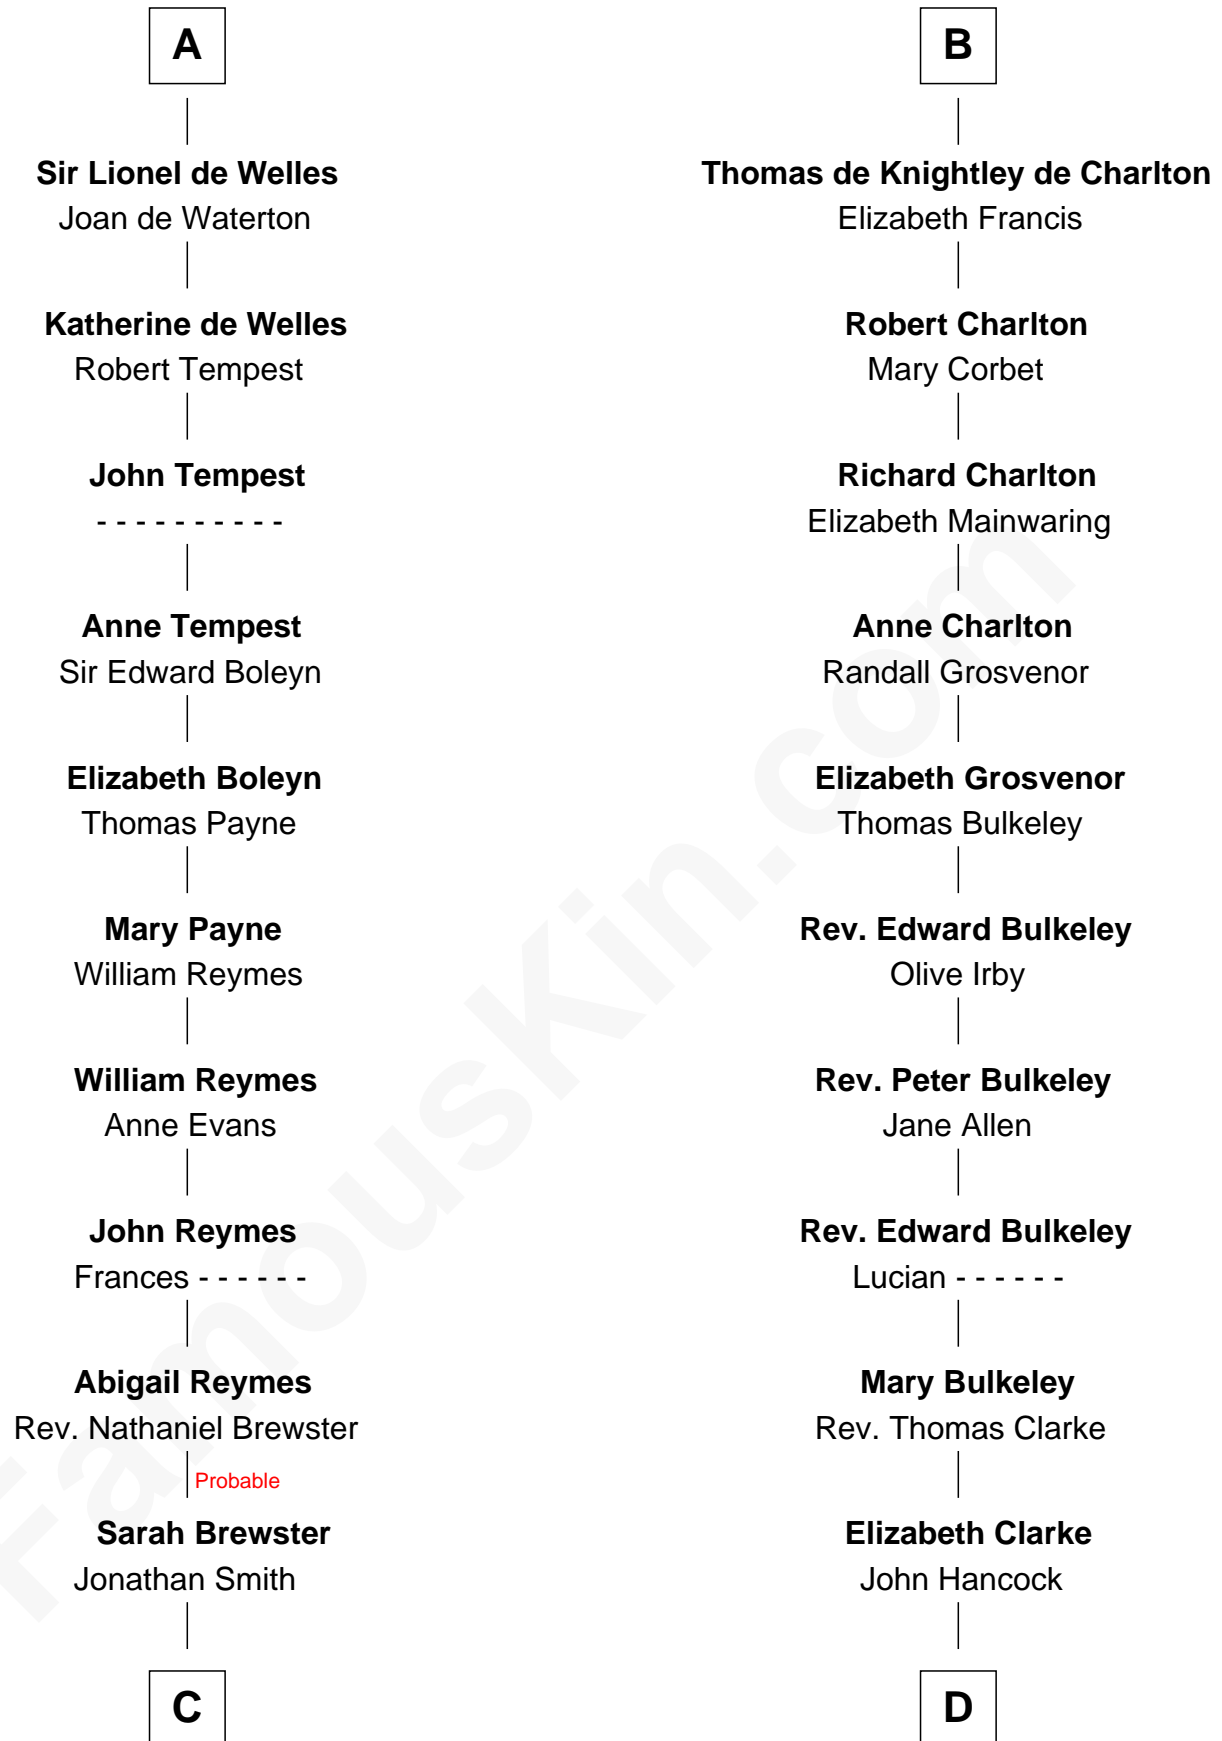 A
Sir Lionel de Welles
Joan de Waterton
Katherine de Welles
Robert Tempest
John Tempest
- - - - - - - - - -
Anne Tempest
Sir Edward Boleyn
Elizabeth Boleyn
Thomas Payne
Mary Payne
William Reymes
William Reymes
Anne Evans
John Reymes
Frances - - - - - -
Abigail Reymes
Rev. Nathaniel Brewster
Probable
Sarah Brewster
Jonathan Smith
C
B
Thomas de Knightley de Charlton
Elizabeth Francis
Robert Charlton
Mary Corbet
Richard Charlton
Elizabeth Mainwaring
Anne Charlton
Randall Grosvenor
Elizabeth Grosvenor
Thomas Bulkeley
Rev. Edward Bulkeley
Olive Irby
Rev. Peter Bulkeley
Jane Allen
Rev. Edward Bulkeley
Lucian - - - - - -
Mary Bulkeley
Rev. Thomas Clarke
Elizabeth Clarke
John Hancock
D
FamousKin.com